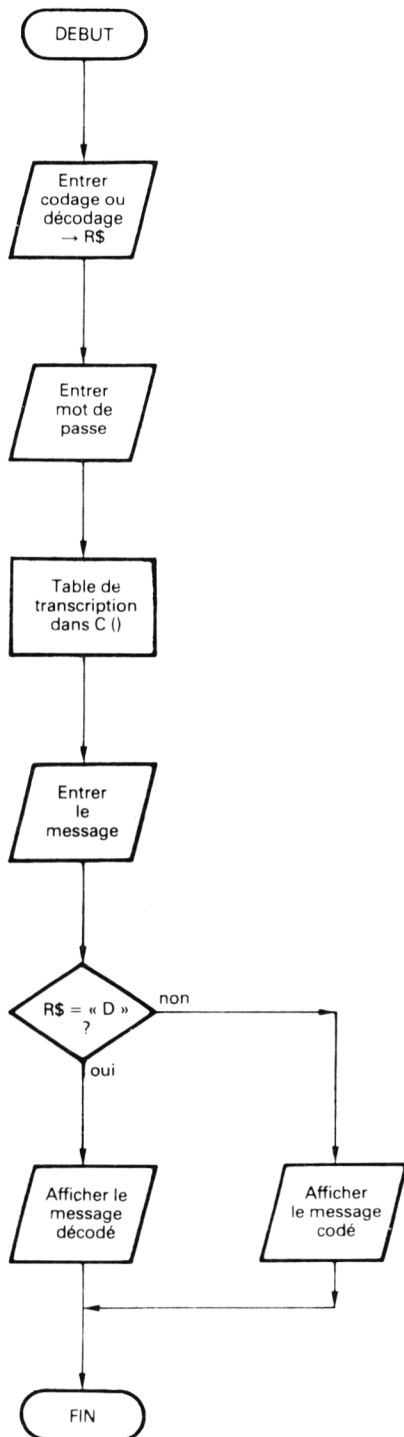 DEBUT
Entrer
codage ou
décodage
→ R$
Entrer
mot de
passe
Table de
transcription
dans C ()
Entrer
le
message
R$ = « D »
?
non
oui
Afficher le
message
décodé
Afficher
le message
codé
FIN